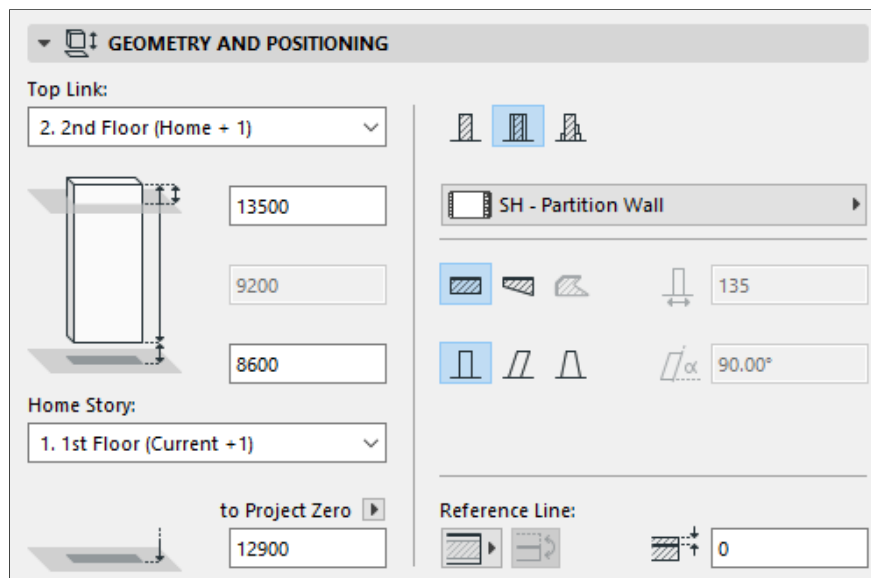 GEOMETRY AND POSITIONING
Top Link:
2. 2nd Floor (Home + 1)
13500
9200
8600
Home Story:
1. 1st Floor (Current +1)
to Project Zero
12900
SH - Partition Wall
135
α
90.00°
Reference Line:
0